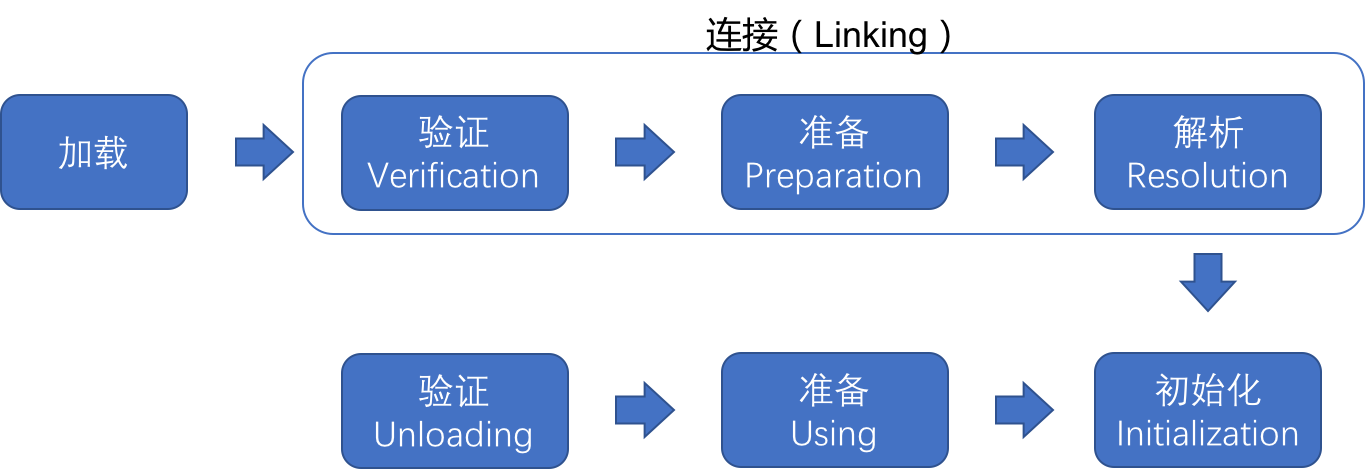 连接（Linking）
加载
验证
Verification
准备
Preparation
解析
Resolution
验证
Unloading
准备
Using
初始化
Initialization